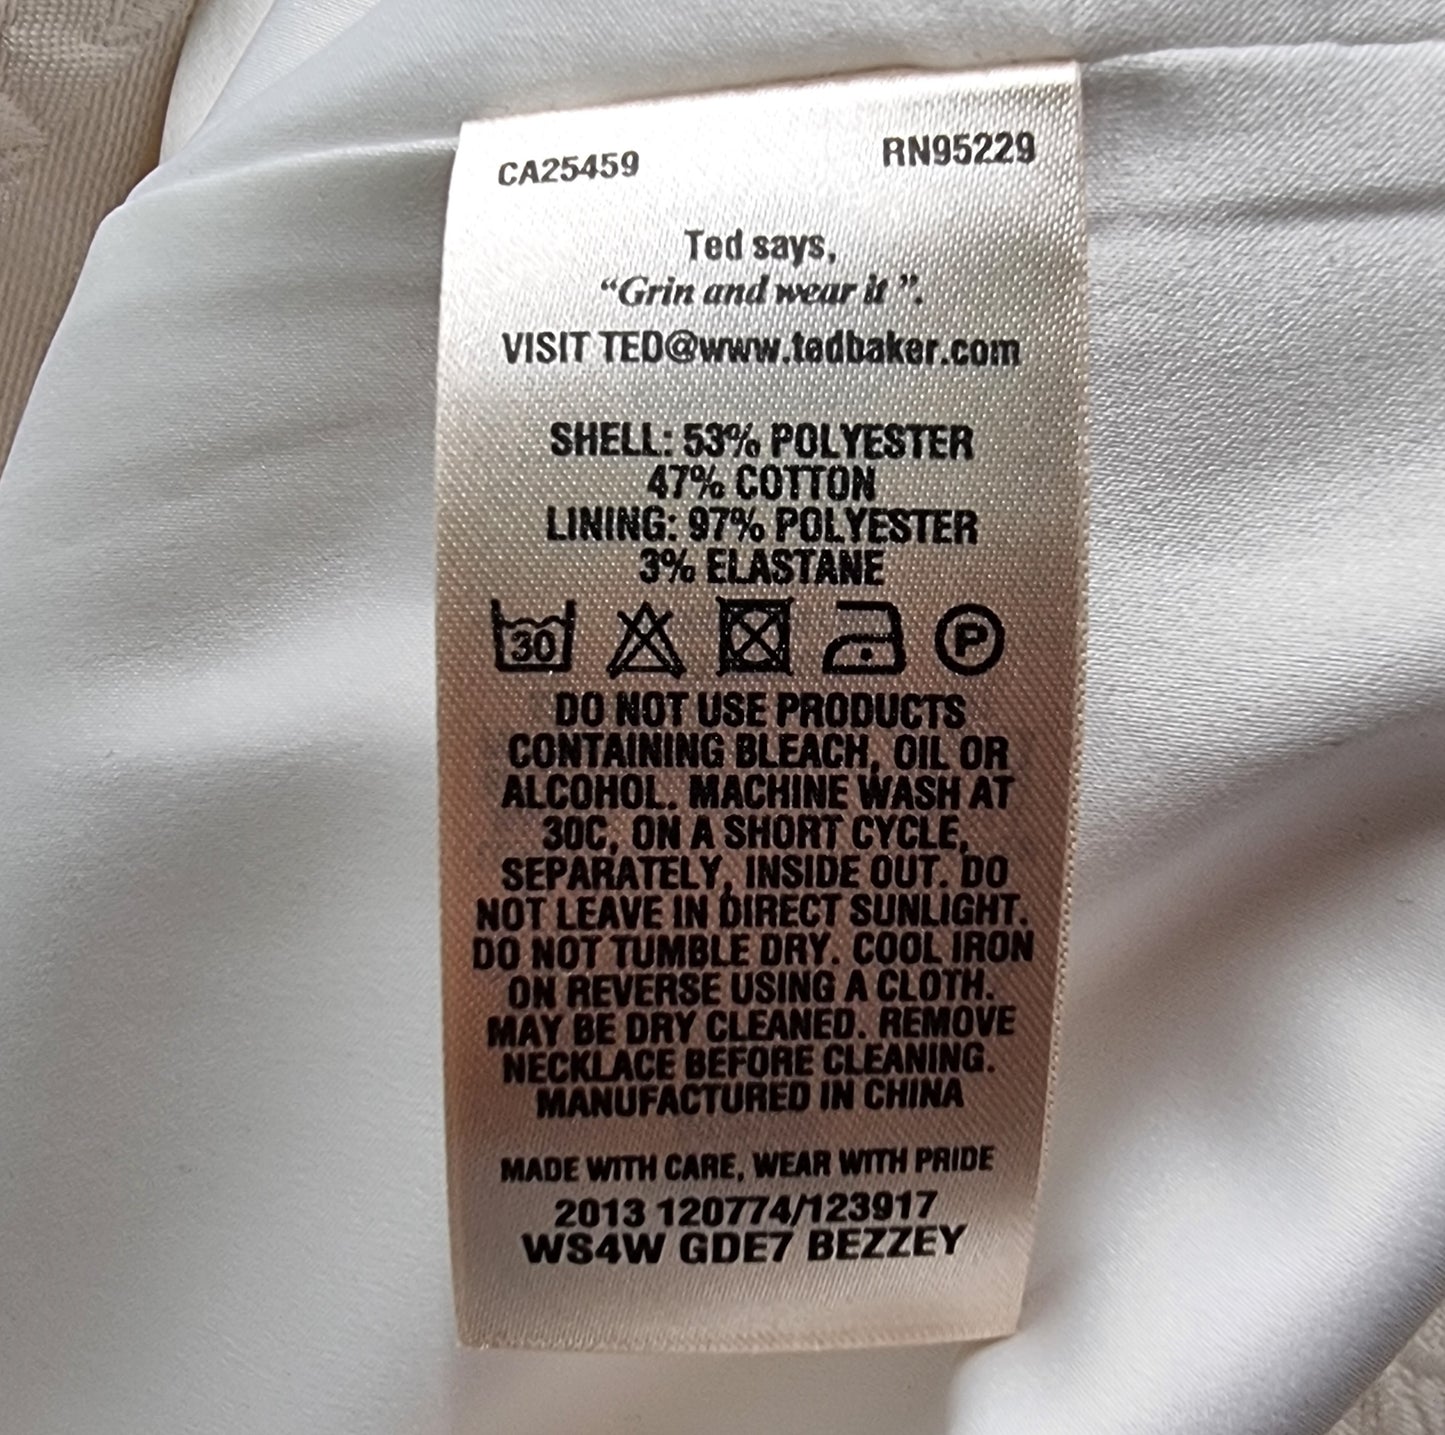 CA25459 RN95229
Ted says,
“Grin and wear it ”.
VISIT TED@www.tedbaker.com
SHELL: 53% POLYESTER
47% COTTON
LINING: 97% POLYESTER
3% ELASTANE
30 P
DO NOT USE PRODUCTS
CONTAINING BLEACH, OIL OR
ALCOHOL. MACHINE WASH AT
30C, ON A SHORT CYCLE,
SEPARATELY, INSIDE OUT. DO
NOT LEAVE IN DIRECT SUNLIGHT.
DO NOT TUMBLE DRY. COOL IRON
ON REVERSE USING A CLOTH.
MAY BE DRY CLEANED. REMOVE
NECKLACE BEFORE CLEANING.
MANUFACTURED IN CHINA
MADE WITH CARE, WEAR WITH PRIDE
2013 120774/123917
WS4W GDE7 BEZZEY